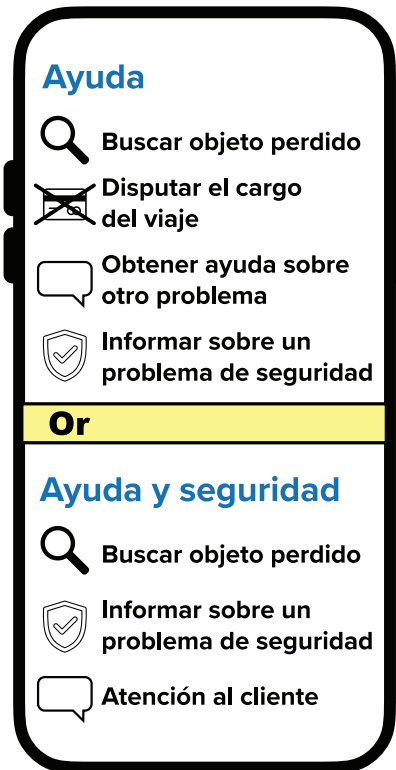 Ayuda
Buscar objeto perdido
Disputar el cargo
del viaje
Obtener ayuda sobre
otro problema
Informar sobre un
problema de seguridad
Or
Ayuda y seguridad
Buscar objeto perdido
Informar sobre un
problema de seguridad
Atención al cliente